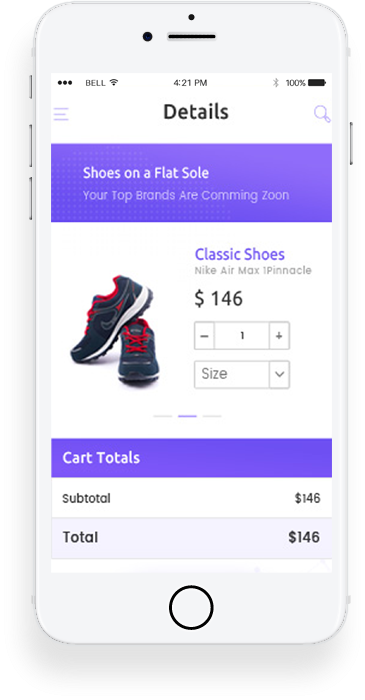 BELL 4:21 PM 100%
Details
Shoes on a Flat Sole
Your Top Brands Are Comming Zoon
Classic Shoes
Nike Air Max 1Pinnacle
$ 146
− 1 +
Size
Cart Totals
Subtotal $146
Total $146